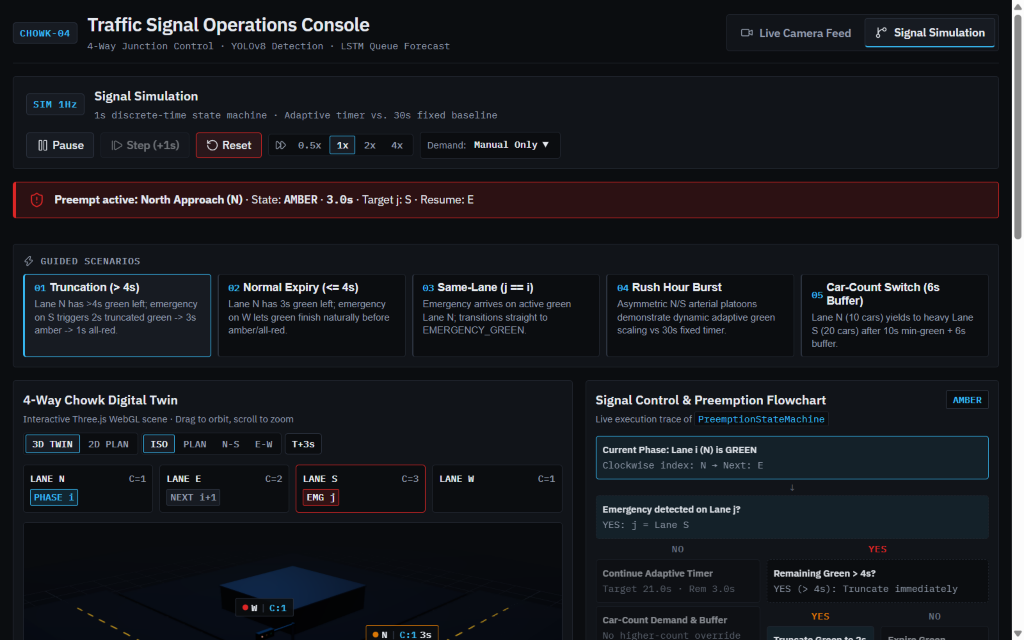 CHOWK-04
Traffic Signal Operations Console
4-Way Junction Control · YOLOv8 Detection · LSTM Queue Forecast
Live Camera Feed
Signal Simulation
SIM 1Hz
Signal Simulation
1s discrete-time state machine · Adaptive timer vs. 30s fixed baseline
Pause
Step (+1s)
Reset
0.5x 1x 2x 4x
Demand: Manual Only ▼
Preempt active: North Approach (N) · State: AMBER · 3.0s · Target j: S · Resume: E
GUIDED SCENARIOS
01 Truncation (> 4s)
Lane N has >4s green left; emergency
on S triggers 2s truncated green -> 3s
amber -> 1s all-red.
02 Normal Expiry (<= 4s)
Lane N has 3s green left; emergency
on W lets green finish naturally before
amber/all-red.
03 Same-Lane (j == i)
Emergency arrives on active green
Lane N; transitions straight to
EMERGENCY_GREEN.
04 Rush Hour Burst
Asymmetric N/S arterial platoons
demonstrate dynamic adaptive green
scaling vs 30s fixed timer.
05 Car-Count Switch (6s
Buffer)
Lane N (10 cars) yields to heavy Lane
S (20 cars) after 10s min-green + 6s
buffer.
4-Way Chowk Digital Twin
Interactive Three.js WebGL scene · Drag to orbit, scroll to zoom
3D TWIN 2D PLAN ISO PLAN N-S E-W T+3s
LANE N C=1
PHASE i
LANE E C=2
NEXT i+1
LANE S C=3
EMG j
LANE W C=1
W C:1
N C:1 3s
Signal Control & Preemption Flowchart
AMBER
Live execution trace of PreemptionStateMachine
Current Phase: Lane i (N) is GREEN
Clockwise index: N → Next: E
↓
Emergency detected on Lane j?
YES: j = Lane S
NO
YES
Continue Adaptive Timer
Target 21.0s · Rem 3.0s
Remaining Green > 4s?
YES (> 4s): Truncate immediately
Car-Count Demand & Buffer
No higher-count override
YES
NO
Truncate Green to 2s
Expire Green